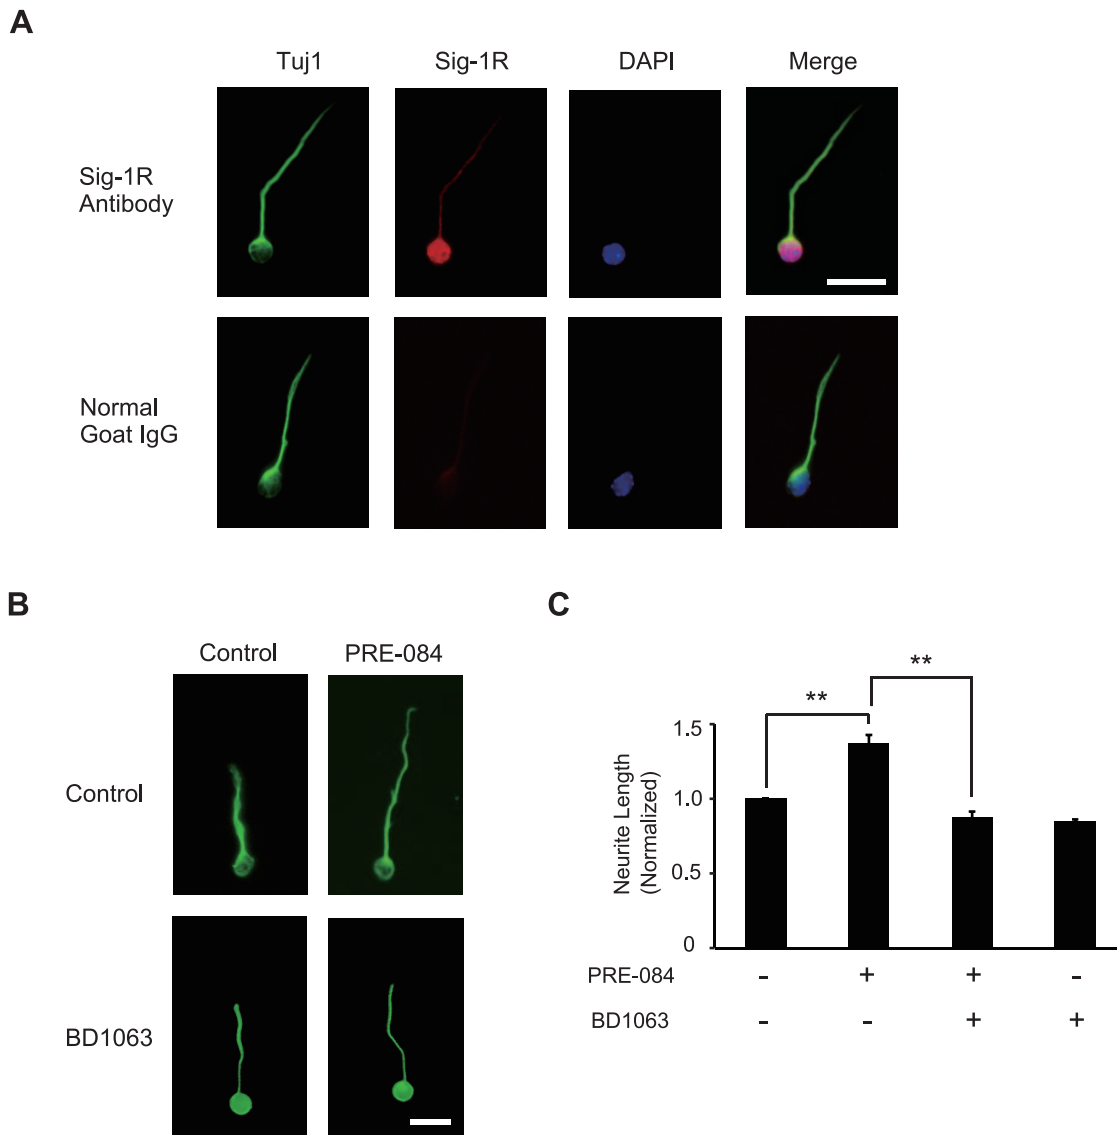 A
Tuj1 Sig-1R DAPI Merge
Sig-1R
Antibody
Normal
Goat IgG
B
Control PRE-084
Control
BD1063
C
** **
Neurite Length
(Normalized)
1.5
1.0
0.5
0
PRE-084 - + + -
BD1063 - - + +